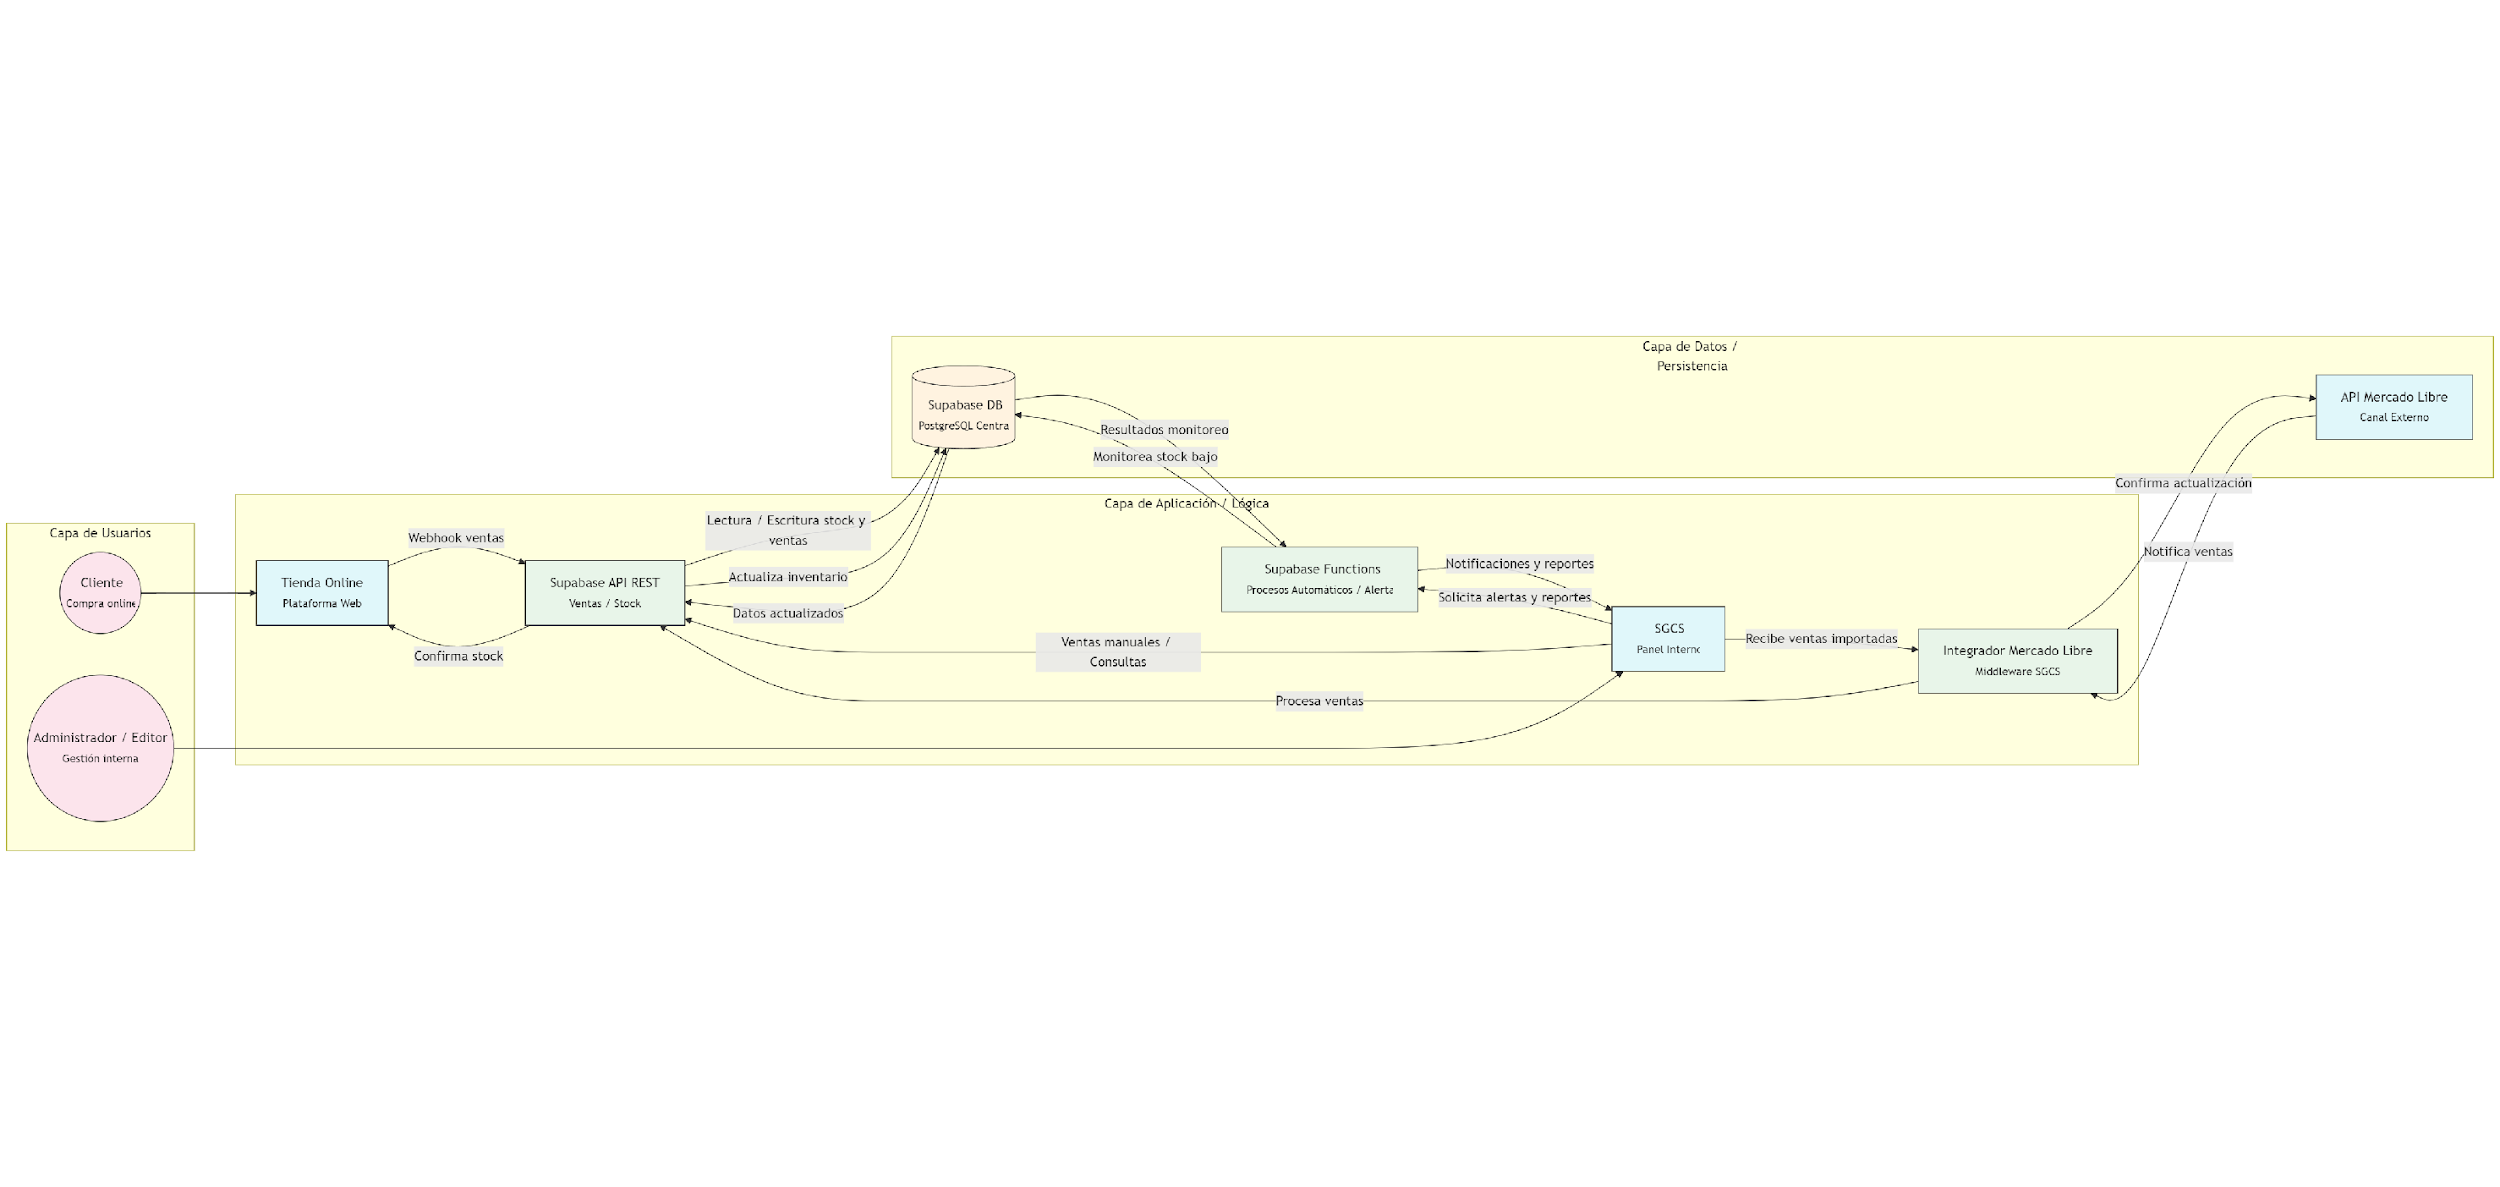 Capa de Datos /
Persistencia
Supabase DB
PostgreSQL Centra
API Mercado Libre
Canal Externo
Resultados monitoreo
Monitorea stock bajo
Confirma actualización
Notifica ventas
Capa de Aplicación / Lógica
Capa de Usuarios
Cliente
Compra online
Administrador / Editor
Gestión interna
Tienda Online
Plataforma Web
Webhook ventas
Confirma stock
Supabase API REST
Ventas / Stock
Lectura / Escritura stock y
ventas
Actualiza inventario
Datos actualizados
Supabase Functions
Procesos Automáticos / Alerta
Notificaciones y reportes
Solicita alertas y reportes
SGCS
Panel Interno
Recibe ventas importadas
Integrador Mercado Libre
Middleware SGCS
Ventas manuales /
Consultas
Procesa ventas